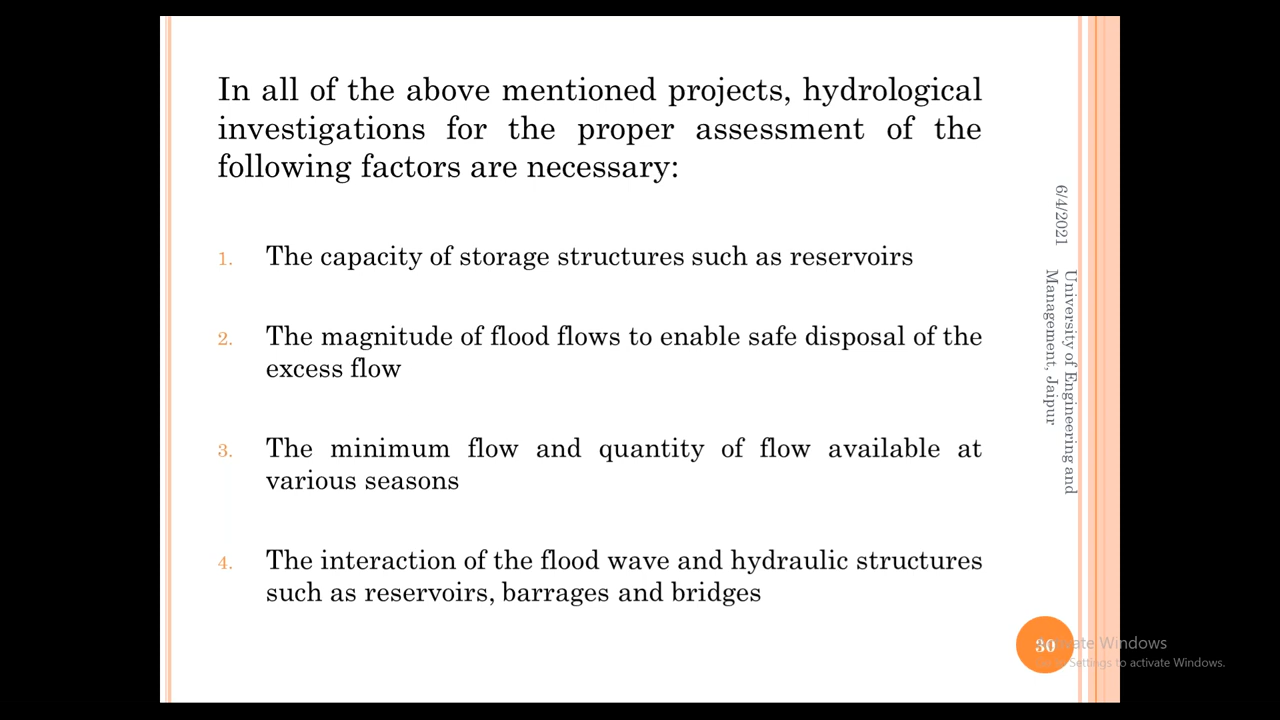 In all of the above mentioned projects, hydrological
investigations for the proper assessment of the
following factors are necessary:
1. The capacity of storage structures such as reservoirs
2. The magnitude of flood flows to enable safe disposal of the
excess flow
3. The minimum flow and quantity of flow available at
various seasons
4. The interaction of the flood wave and hydraulic structures
such as reservoirs, barrages and bridges
6/4/2021
University of Engineering and
Management, Jaipur
30
Windows
Settings to activate Windows.